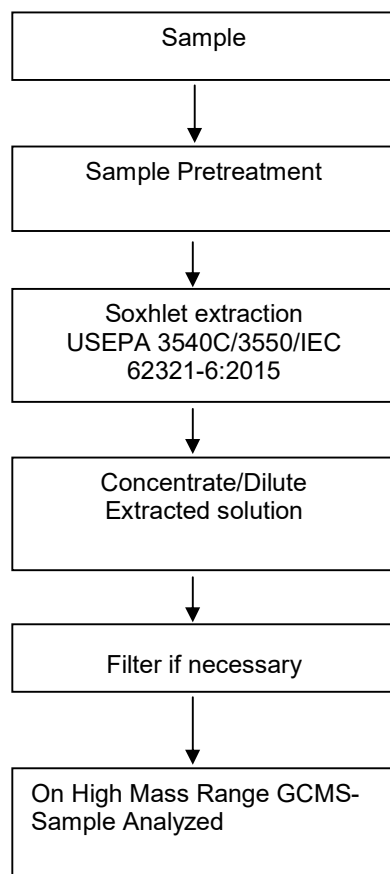 Sample
Sample Pretreatment
Soxhlet extraction
USEPA 3540C/3550/IEC
62321-6:2015
Concentrate/Dilute
Extracted solution
Filter if necessary
On High Mass Range GCMS-
Sample Analyzed